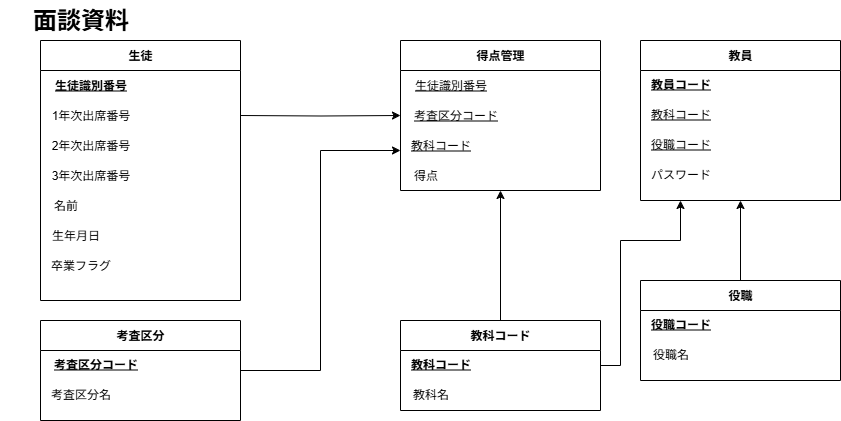 面談資料
生徒
生徒識別番号
1年次出席番号
2年次出席番号
3年次出席番号
名前
生年月日
卒業フラグ
得点管理
生徒識別番号
考査区分コード
教科コード
得点
教員
教員コード
教科コード
役職コード
パスワード
考査区分
考査区分コード
考査区分名
教科コード
教科コード
教科名
役職
役職コード
役職名